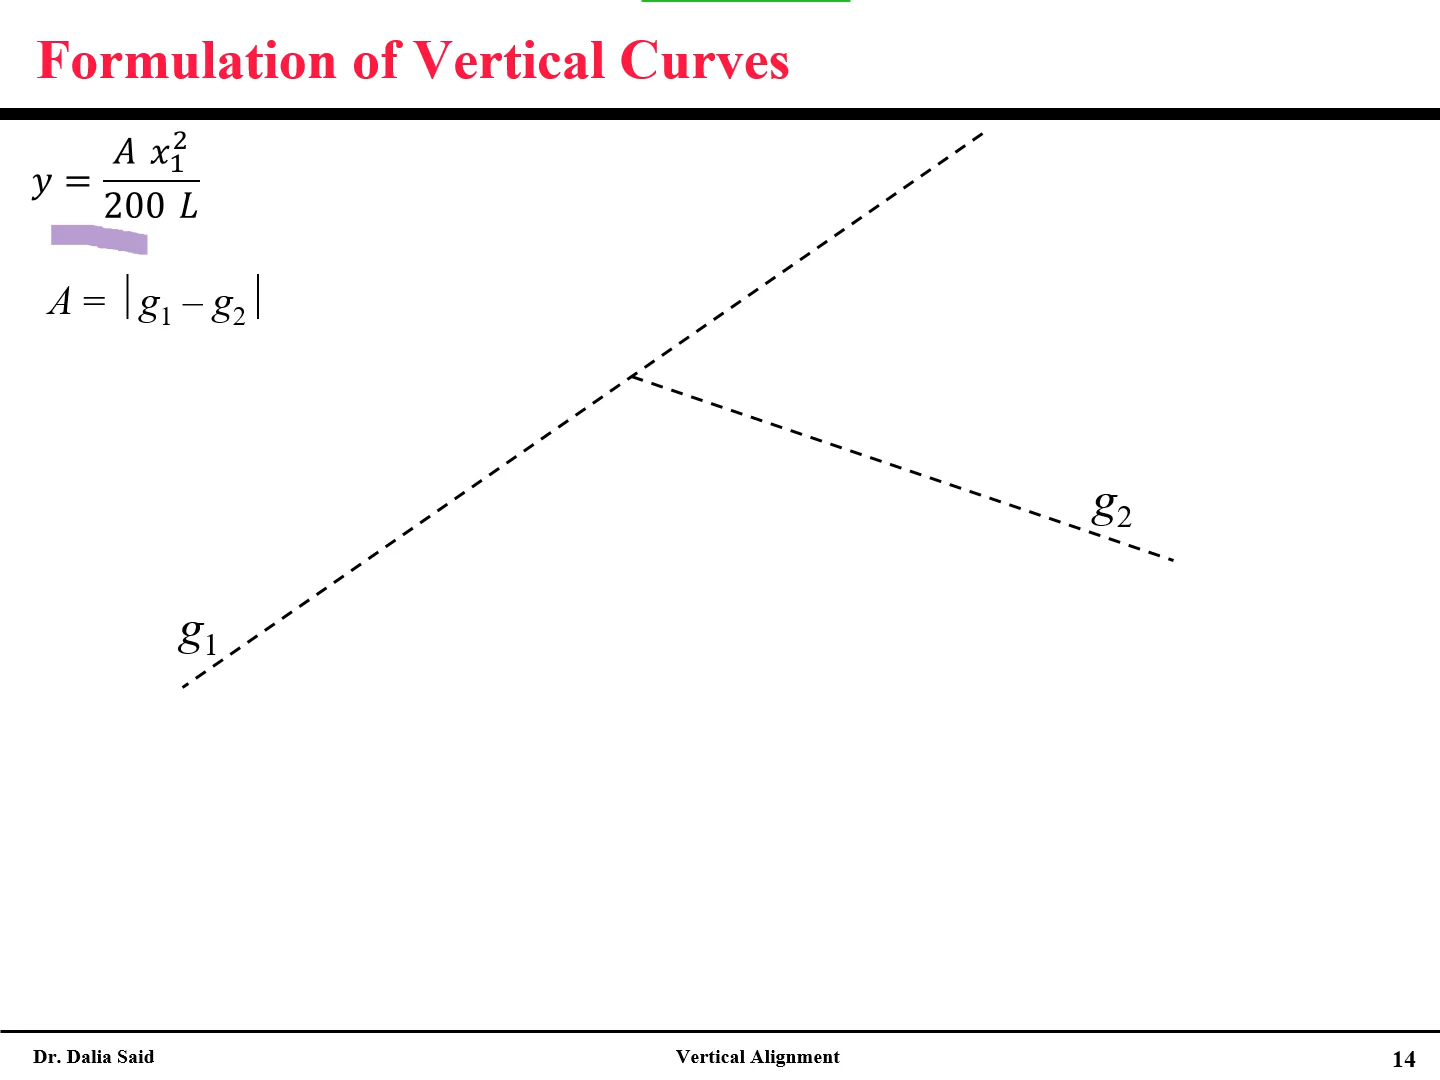 Formulation of Vertical Curves
y = A x₁² / 200 L
A = |g₁ – g₂|
g₂
g₁
Dr. Dalia Said
Vertical Alignment
14